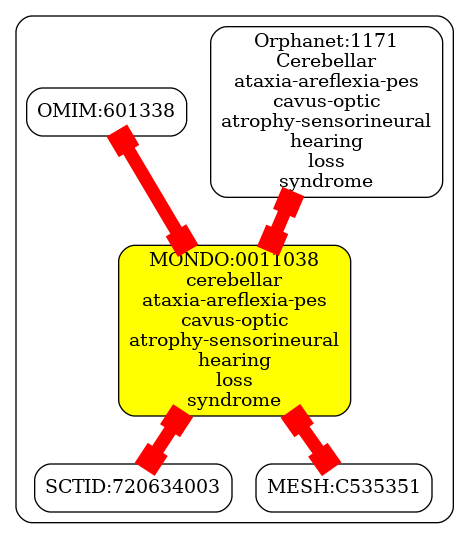 OMIM:601338
Orphanet:1171
Cerebellar
ataxia-areflexia-pes
cavus-optic
atrophy-sensorineural
hearing
loss
syndrome
MONDO:0011038
cerebellar
ataxia-areflexia-pes
cavus-optic
atrophy-sensorineural
hearing
loss
syndrome
SCTID:720634003
MESH:C535351